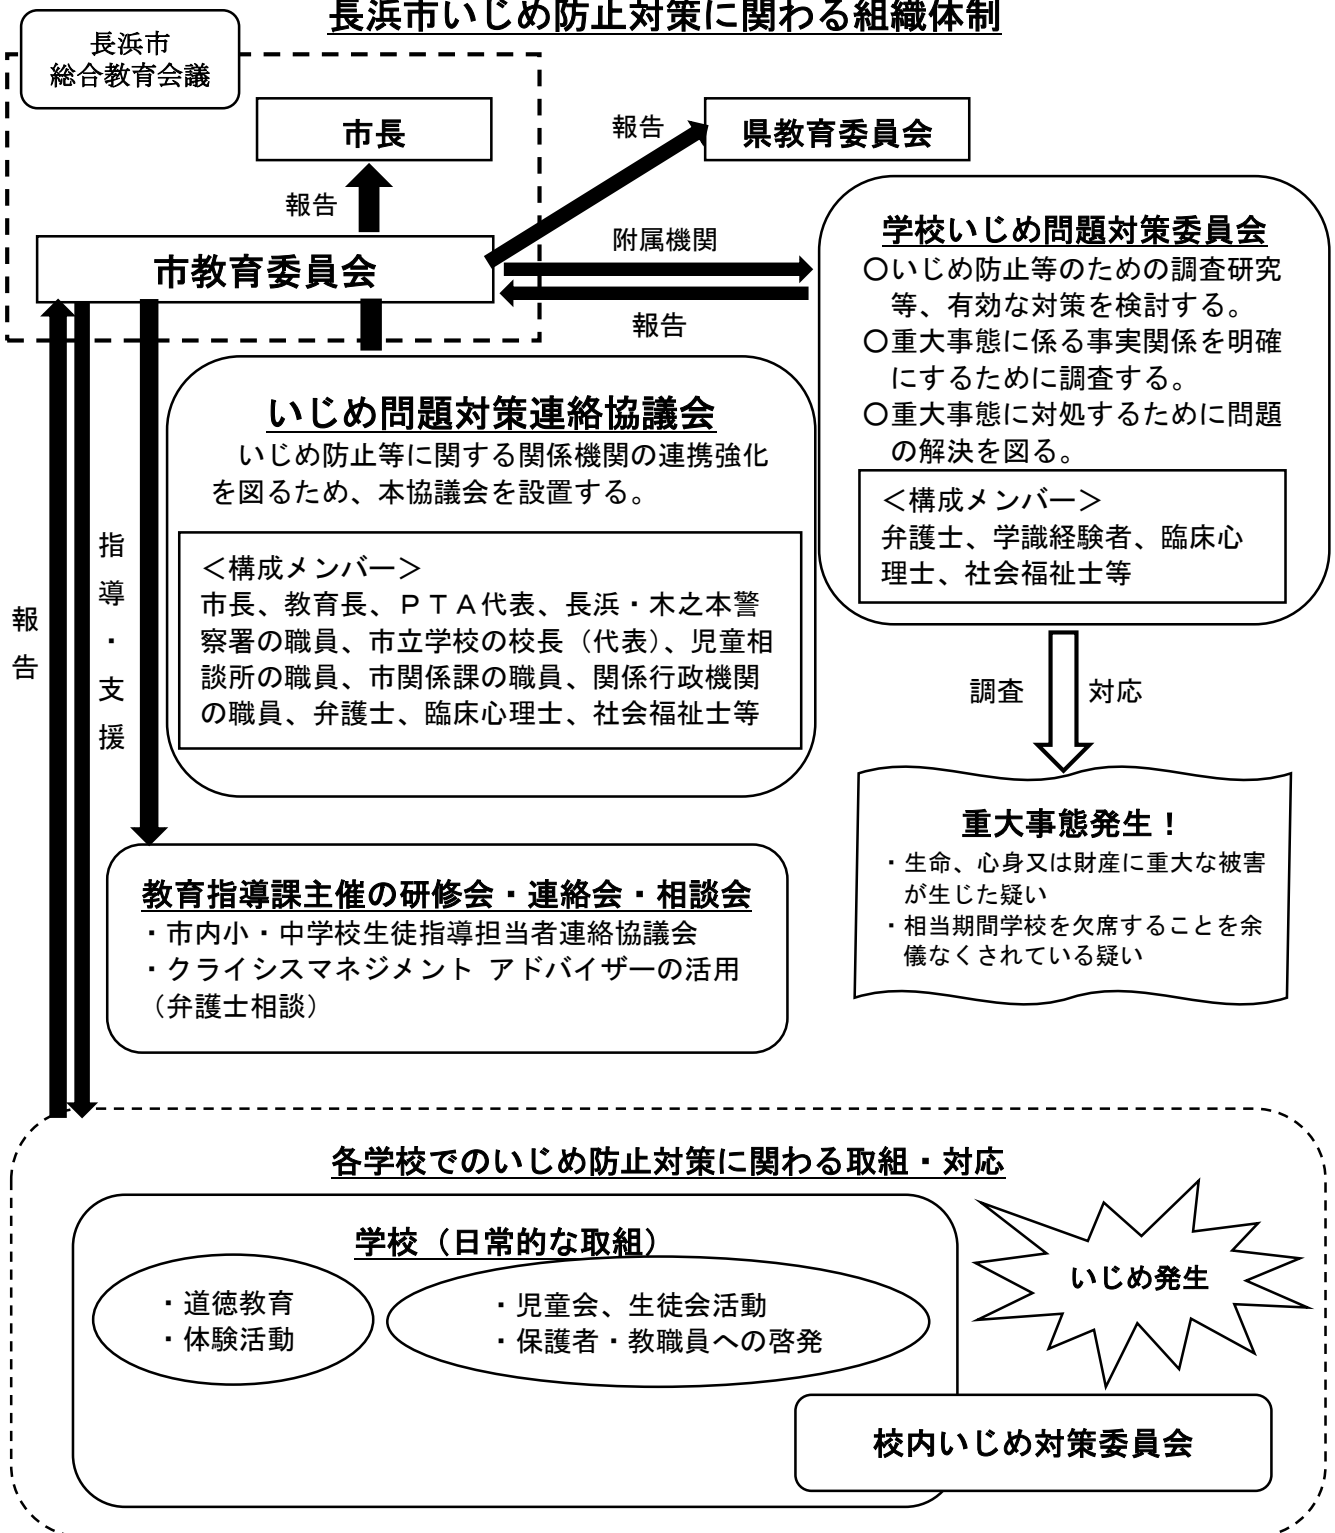 長浜市いじめ防止対策に関わる組織体制
長浜市
総合教育会議
市長
報告
県教育委員会
報告
市教育委員会
附属機関
報告
学校いじめ問題対策委員会
〇いじめ防止等のための調査研究
等、有効な対策を検討する。
〇重大事態に係る事実関係を明確
にするために調査する。
〇重大事態に対処するために問題
の解決を図る。
＜構成メンバー＞
弁護士、学識経験者、臨床心
理士、社会福祉士等
いじめ問題対策連絡協議会
いじめ防止等に関する関係機関の連携強化
を図るため、本協議会を設置する。
＜構成メンバー＞
市長、教育長、ＰＴＡ代表、長浜・木之本警
察署の職員、市立学校の校長（代表）、児童相
談所の職員、市関係課の職員、関係行政機関
の職員、弁護士、臨床心理士、社会福祉士等
報告
指導・支援
調査
対応
重大事態発生！
・生命、心身又は財産に重大な被害
が生じた疑い
・相当期間学校を欠席することを余
儀なくされている疑い
教育指導課主催の研修会・連絡会・相談会
・市内小・中学校生徒指導担当者連絡協議会
・クライシスマネジメント アドバイザーの活用
（弁護士相談）
各学校でのいじめ防止対策に関わる取組・対応
学校（日常的な取組）
・道徳教育
・体験活動
・児童会、生徒会活動
・保護者・教職員への啓発
いじめ発生
校内いじめ対策委員会